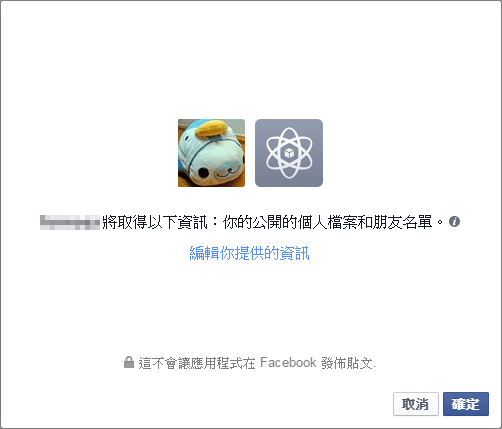 將取得以下資訊：你的公開的個人檔案和朋友名單。
編輯你提供的資訊
這不會讓應用程式在 Facebook 發佈貼文.
取消 確定